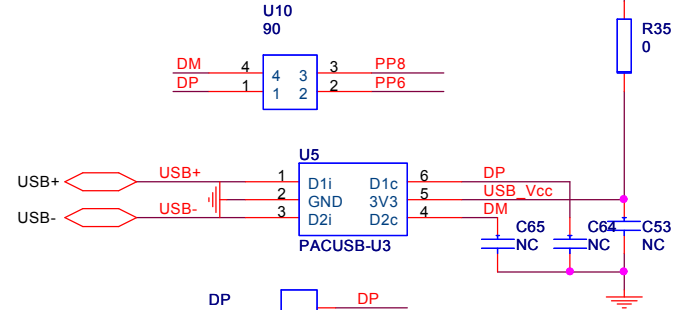 U10
90
R35
0
DM 4 4 3 3 PP8
DP 1 1 2 2 PP6
U5
USB+ USB+ 1 D1i D1c 6 DP
2 GND 3V3 5 USB_Vcc
USB- USB- 3 D2i D2c 4 DM
PACUSB-U3
C65 C64 C53
NC NC NC
DP DP